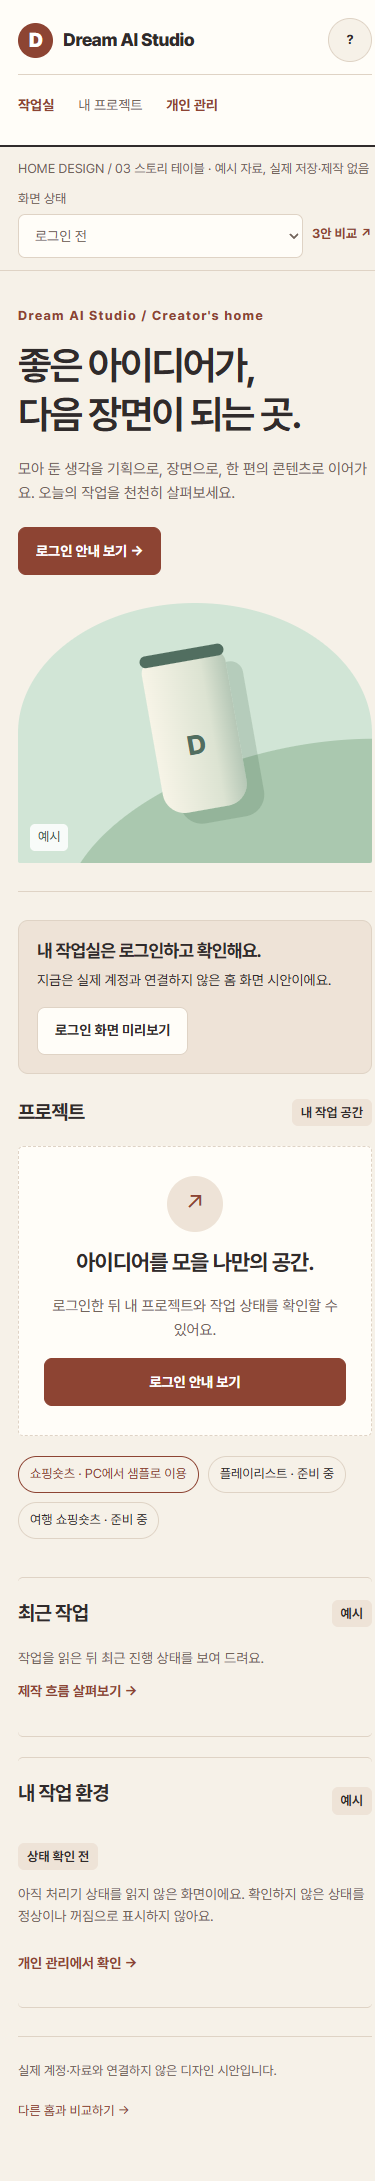 D Dream AI Studio ?
작업실 내 프로젝트 개인 관리
HOME DESIGN / 03 스토리 테이블 · 예시 자료, 실제 저장·제작 없음
화면 상태
로그인 전 3안 비교 ↗
Dream AI Studio / Creator's home
좋은 아이디어가,
다음 장면이 되는 곳.
모아 둔 생각을 기획으로, 장면으로, 한 편의 콘텐츠로 이어가
요. 오늘의 작업을 천천히 살펴보세요.
로그인 안내 보기 →
D
예시
내 작업실은 로그인하고 확인해요.
지금은 실제 계정과 연결하지 않은 홈 화면 시안이에요.
로그인 화면 미리보기
프로젝트 내 작업 공간
↗
아이디어를 모을 나만의 공간.
로그인한 뒤 내 프로젝트와 작업 상태를 확인할 수
있어요.
로그인 안내 보기
쇼핑숏츠 · PC에서 샘플로 이용 플레이리스트 · 준비 중
여행 쇼핑숏츠 · 준비 중
최근 작업 예시
작업을 읽은 뒤 최근 진행 상태를 보여 드려요.
제작 흐름 살펴보기 →
내 작업 환경 예시
상태 확인 전
아직 처리기 상태를 읽지 않은 화면이에요. 확인하지 않은 상태를
정상이나 꺼짐으로 표시하지 않아요.
개인 관리에서 확인 →
실제 계정·자료와 연결하지 않은 디자인 시안입니다.
다른 홈과 비교하기 →